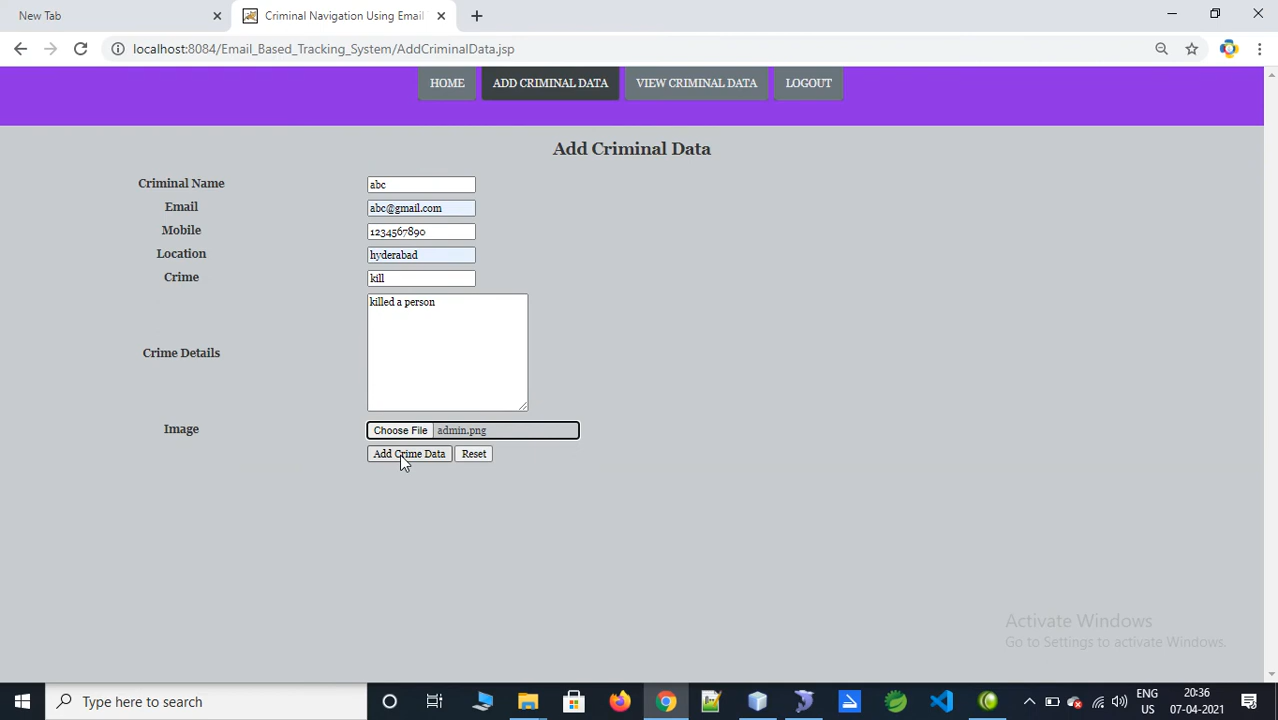 New Tab
Criminal Navigation Using Email
localhost:8084/Email_Based_Tracking_System/AddCriminalData.jsp
HOME
ADD CRIMINAL DATA
VIEW CRIMINAL DATA
LOGOUT
Add Criminal Data
Criminal Name
abc
Email
abc@gmail.com
Mobile
1234567890
Location
hyderabad
Crime
kill
Crime Details
killed a person
Image
Choose File
admin.png
Add Crime Data
Reset
Activate Windows
Go to Settings to activate Windows.
Type here to search
ENG
US
20:36
07-04-2021